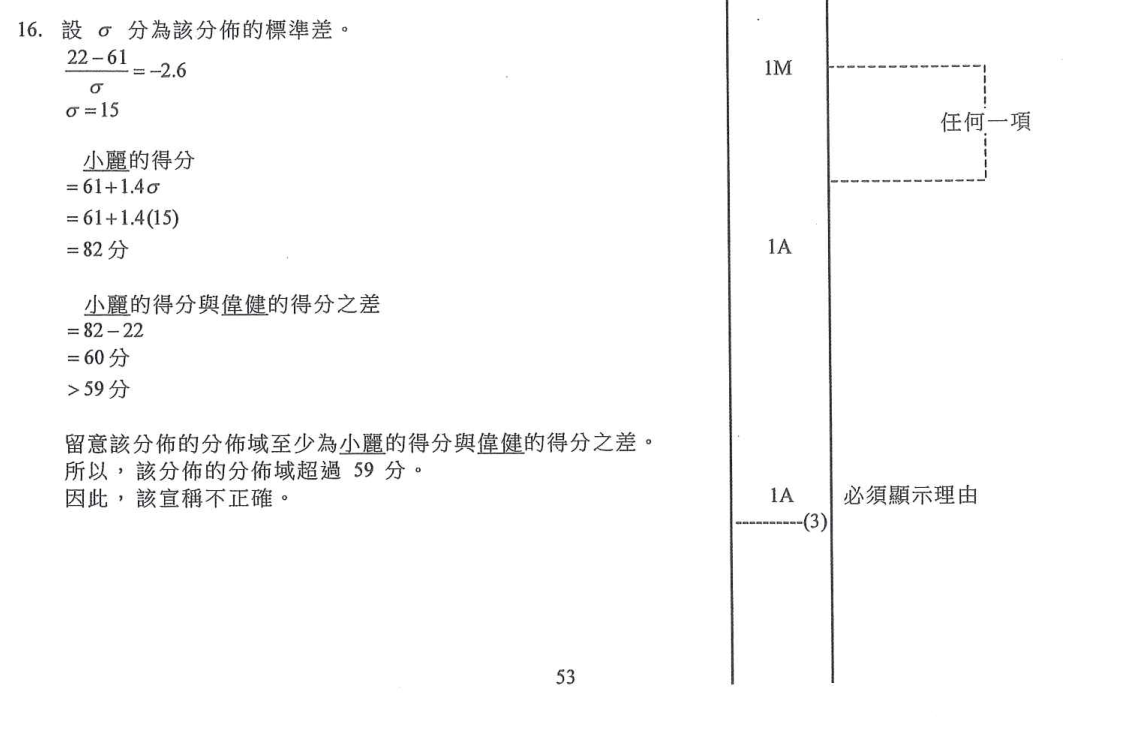 16. 設 σ 分為該分佈的標準差。
(22 − 61)/σ = −2.6
1M
σ = 15
任何一項
小麗的得分
= 61 + 1.4σ
= 61 + 1.4(15)
= 82 分
1A
小麗的得分與偉健的得分之差
= 82 − 22
= 60 分
> 59 分
留意該分佈的分佈域至少為小麗的得分與偉健的得分之差。
所以，該分佈的分佈域超過 59 分。
因此，該宣稱不正確。
1A 必須顯示理由
----------(3)
53